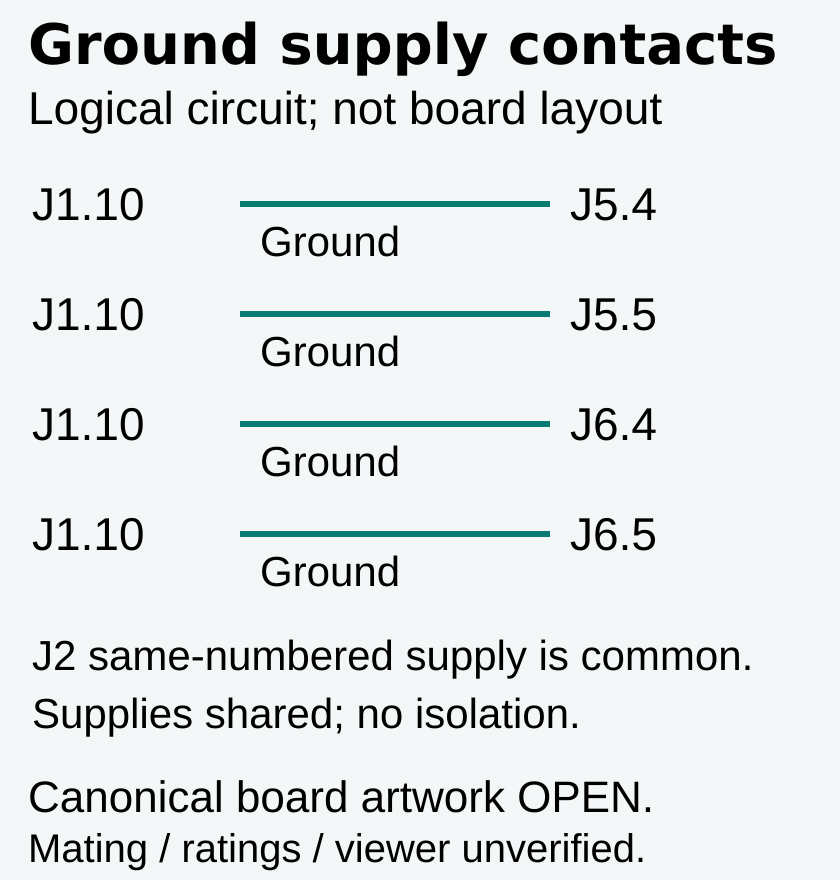 Ground supply contacts
Logical circuit; not board layout
J1.10 J5.4
Ground
J1.10 J5.5
Ground
J1.10 J6.4
Ground
J1.10 J6.5
Ground
J2 same-numbered supply is common.
Supplies shared; no isolation.
Canonical board artwork OPEN.
Mating / ratings / viewer unverified.